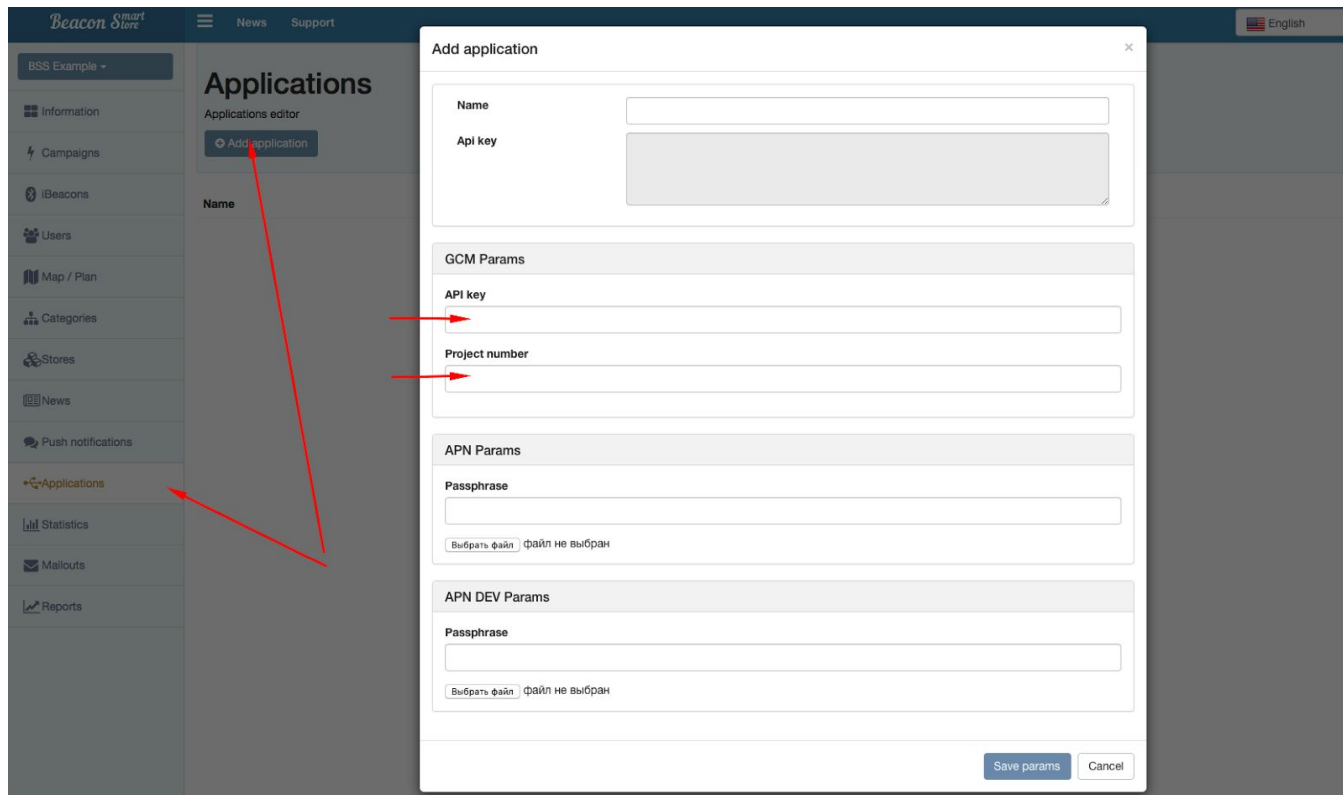 Beacon Smart Store
News Support
English
BSS Example
Information
Campaigns
iBeacons
Users
Map / Plan
Categories
Stores
News
Push notifications
Applications
Statistics
Mailouts
Reports
Applications
Applications editor
Add application
Name
Add application
×
Name
Api key
GCM Params
API key
Project number
APN Params
Passphrase
Выбрать файл файл не выбран
APN DEV Params
Passphrase
Выбрать файл файл не выбран
Save params Cancel